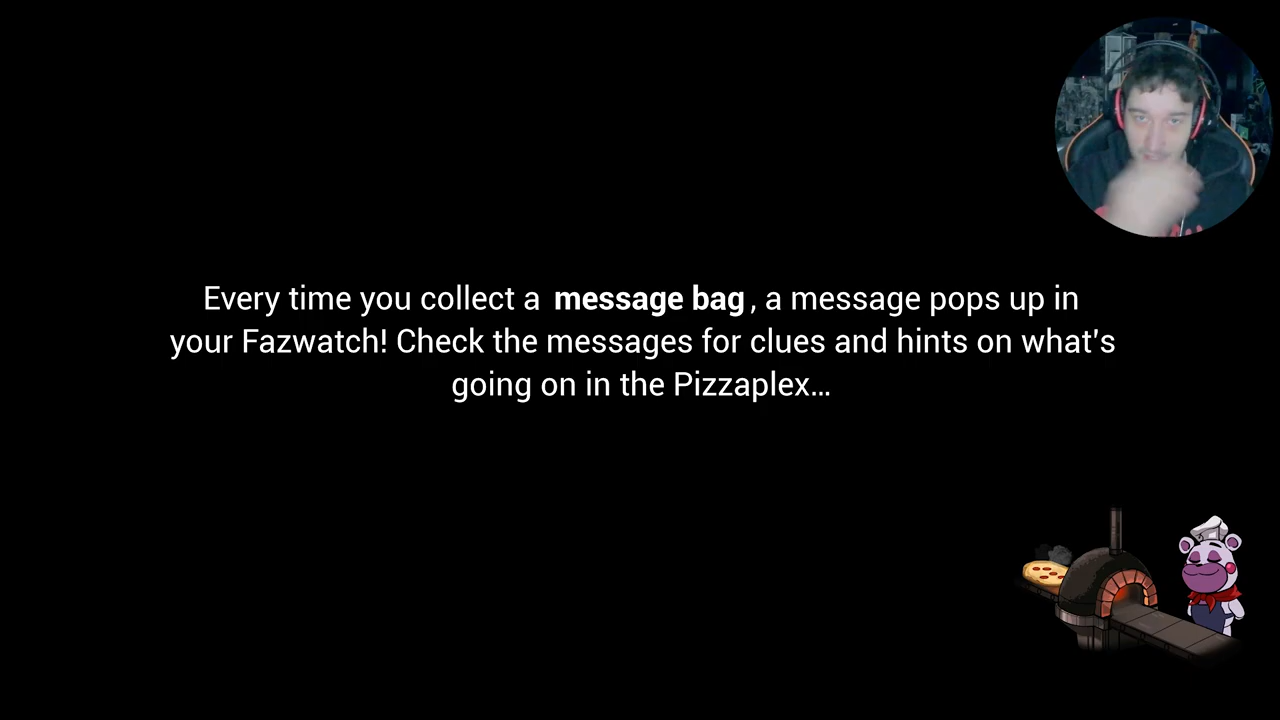 Every time you collect a message bag, a message pops up in
your Fazwatch! Check the messages for clues and hints on what's
going on in the Pizzaplex...